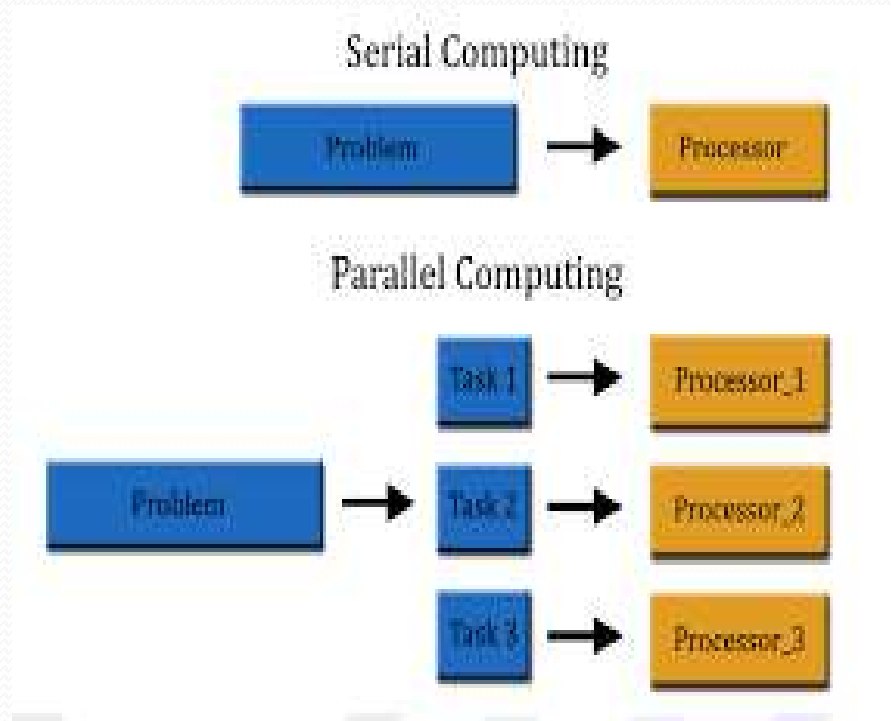 Serial Computing
Problem
Processor
Parallel Computing
Task 1
Processor_1
Problem
Task 2
Processor_2
Task 3
Processor_3